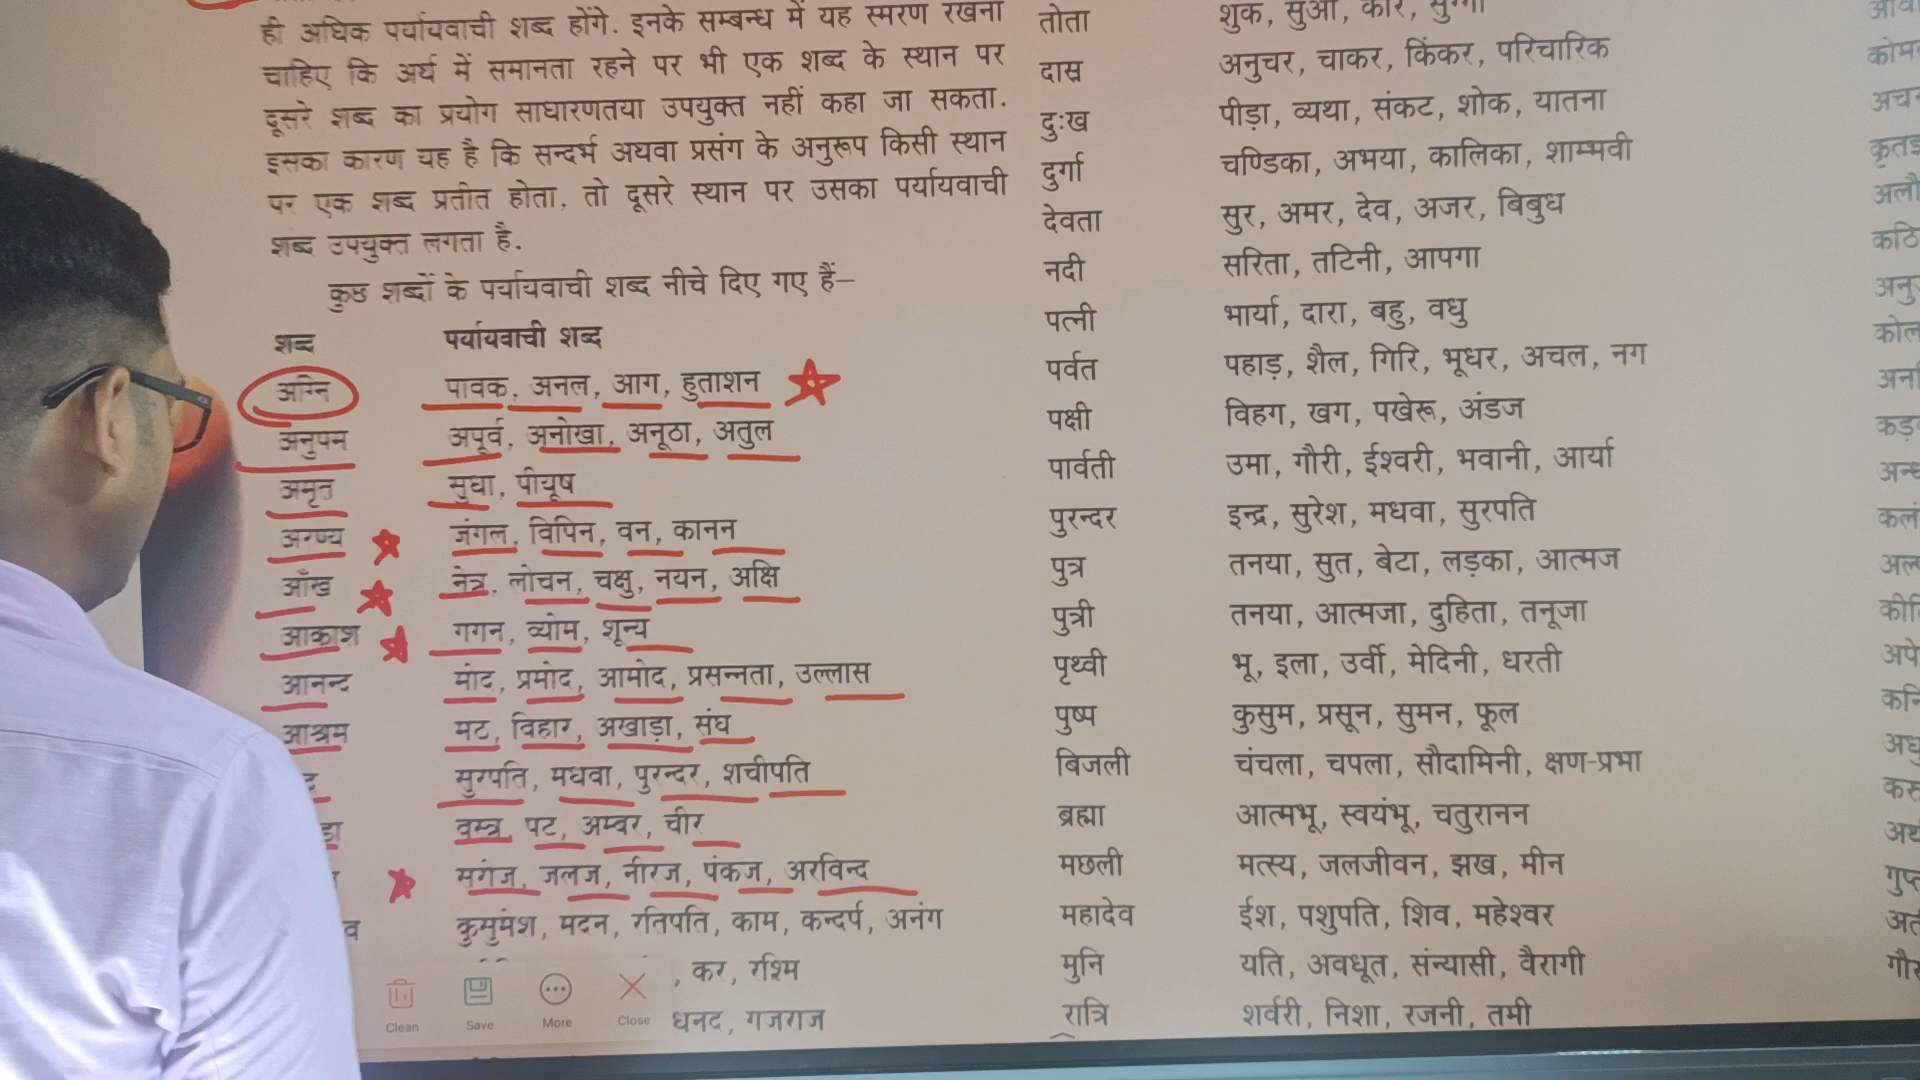 ही अधिक पर्यायवाची शब्द होंगे. इनके सम्बन्ध में यह स्मरण रखना
चाहिए कि अर्थ में समानता रहने पर भी एक शब्द के स्थान पर
दूसरे शब्द का प्रयोग साधारणतया उपयुक्त नहीं कहा जा सकता.
इसका कारण यह है कि सन्दर्भ अथवा प्रसंग के अनुरूप किसी स्थान
पर एक शब्द प्रतीत होता. तो दूसरे स्थान पर उसका पर्यायवाची
शब्द उपयुक्त लगता है.
कुछ शब्दों के पर्यायवाची शब्द नीचे दिए गए हैं–
शब्द पर्यायवाची शब्द
अग्नि पावक, अनल, आग, हुताशन
अनुपम अपूर्व, अनोखा, अनूठा, अतुल
अमृत सुधा, पीयूष
अरण्य जंगल, विपिन, वन, कानन
आँख नेत्र, लोचन, चक्षु, नयन, अक्षि
आकाश गगन, व्योम, शून्य
आनन्द मोद, प्रमोद, आमोद, प्रसन्नता, उल्लास
आश्रम मठ, विहार, अखाड़ा, संघ
सुरपति, मधवा, पुरन्दर, शचीपति
वस्त्र, पट, अम्बर, चीर
सरोज, जलज, नीरज, पंकज, अरविन्द
कुसुमेश, मदन, रतिपति, काम, कन्दर्प, अनंग
, कर, रश्मि
धनद, गजराज
Clean Save More Close
तोता शुक, सुआ, कीर, सुग्गा
दास अनुचर, चाकर, किंकर, परिचारिक
दुःख पीड़ा, व्यथा, संकट, शोक, यातना
दुर्गा चण्डिका, अभया, कालिका, शाम्भवी
देवता सुर, अमर, देव, अजर, बिबुध
नदी सरिता, तटिनी, आपगा
पत्नी भार्या, दारा, बहु, वधु
पर्वत पहाड़, शैल, गिरि, भूधर, अचल, नग
पक्षी विहग, खग, पखेरू, अंडज
पार्वती उमा, गौरी, ईश्वरी, भवानी, आर्या
पुरन्दर इन्द्र, सुरेश, मधवा, सुरपति
पुत्र तनया, सुत, बेटा, लड़का, आत्मज
पुत्री तनया, आत्मजा, दुहिता, तनूजा
पृथ्वी भू, इला, उर्वी, मेदिनी, धरती
पुष्प कुसुम, प्रसून, सुमन, फूल
बिजली चंचला, चपला, सौदामिनी, क्षण-प्रभा
ब्रह्मा आत्मभू, स्वयंभू, चतुरानन
मछली मत्स्य, जलजीवन, झख, मीन
महादेव ईश, पशुपति, शिव, महेश्वर
मुनि यति, अवधूत, संन्यासी, वैरागी
रात्रि शर्वरी, निशा, रजनी, तमी